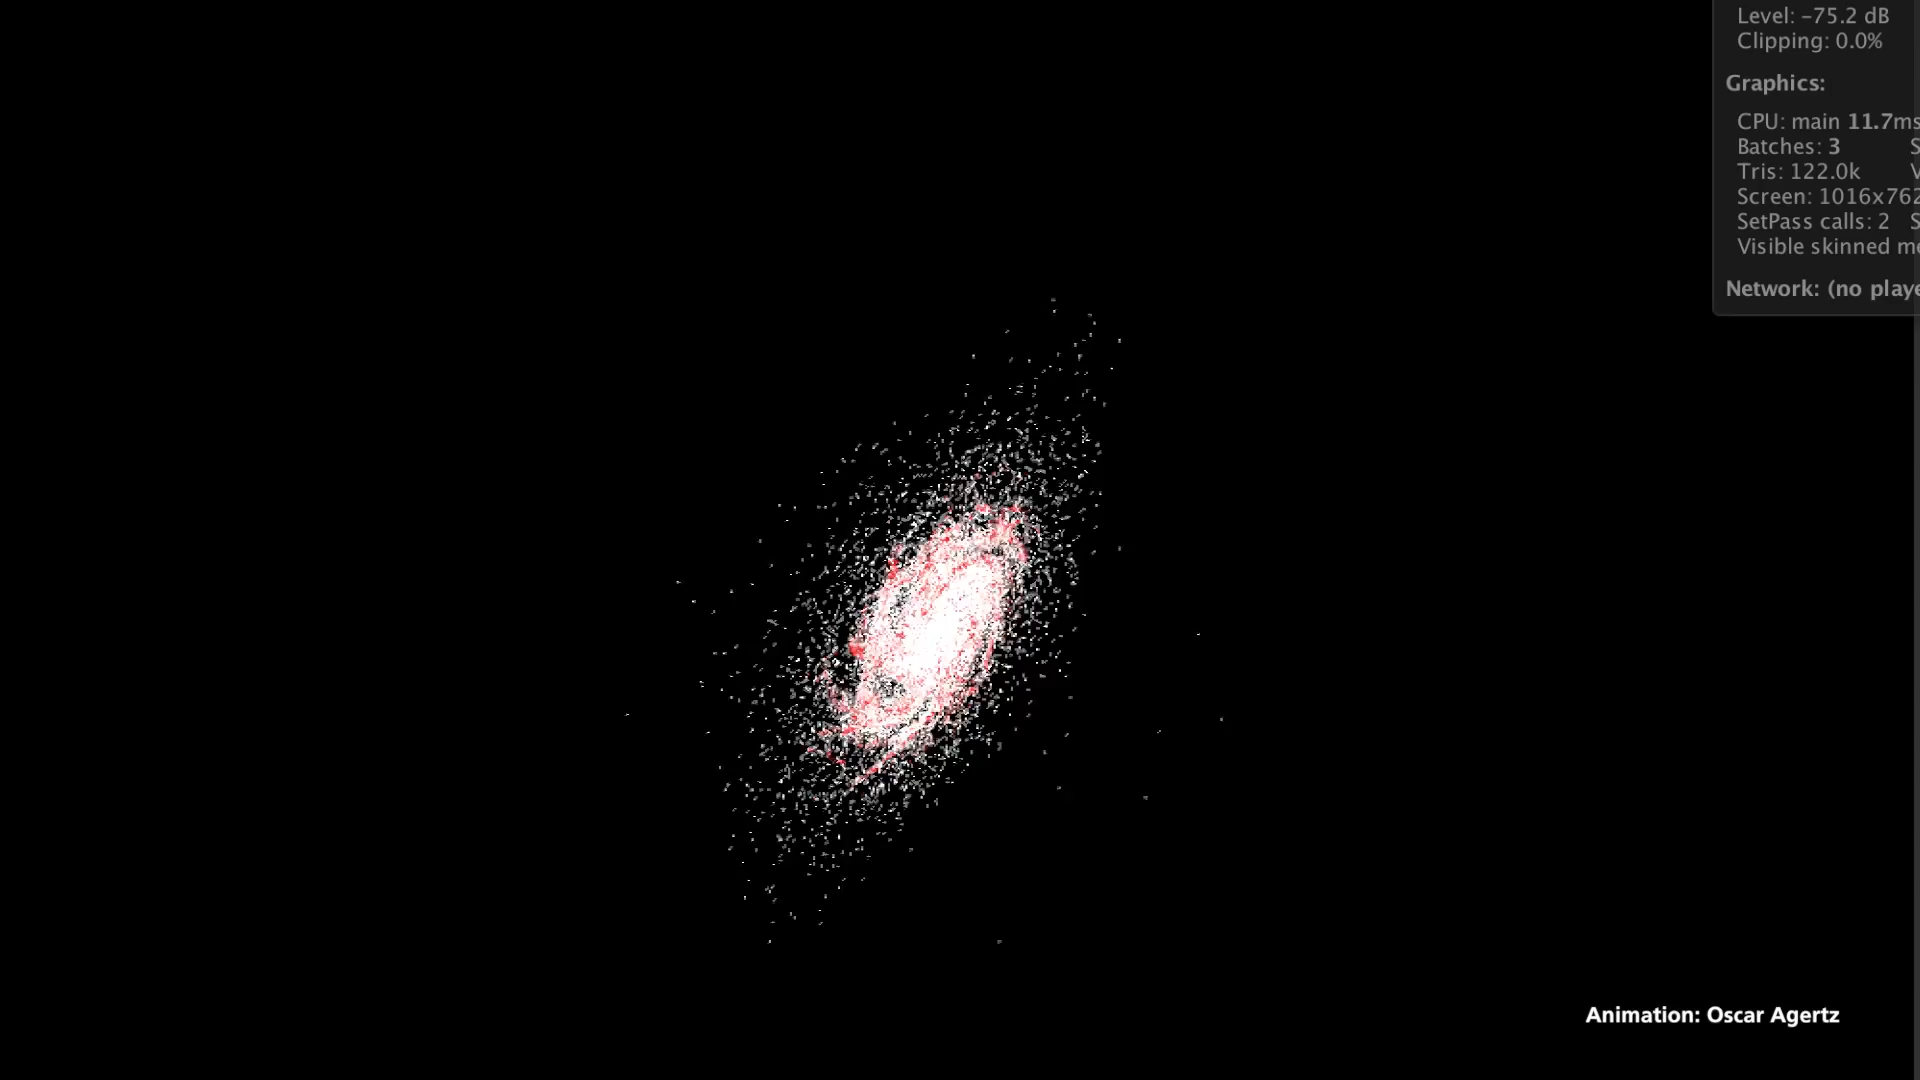 Level: -75.2 dB
Clipping: 0.0%
Graphics:
CPU: main 11.7ms
Batches: 3
Tris: 122.0k
Screen: 1016x762
SetPass calls: 2
Visible skinned
Network: (no
Animation: Oscar Agertz